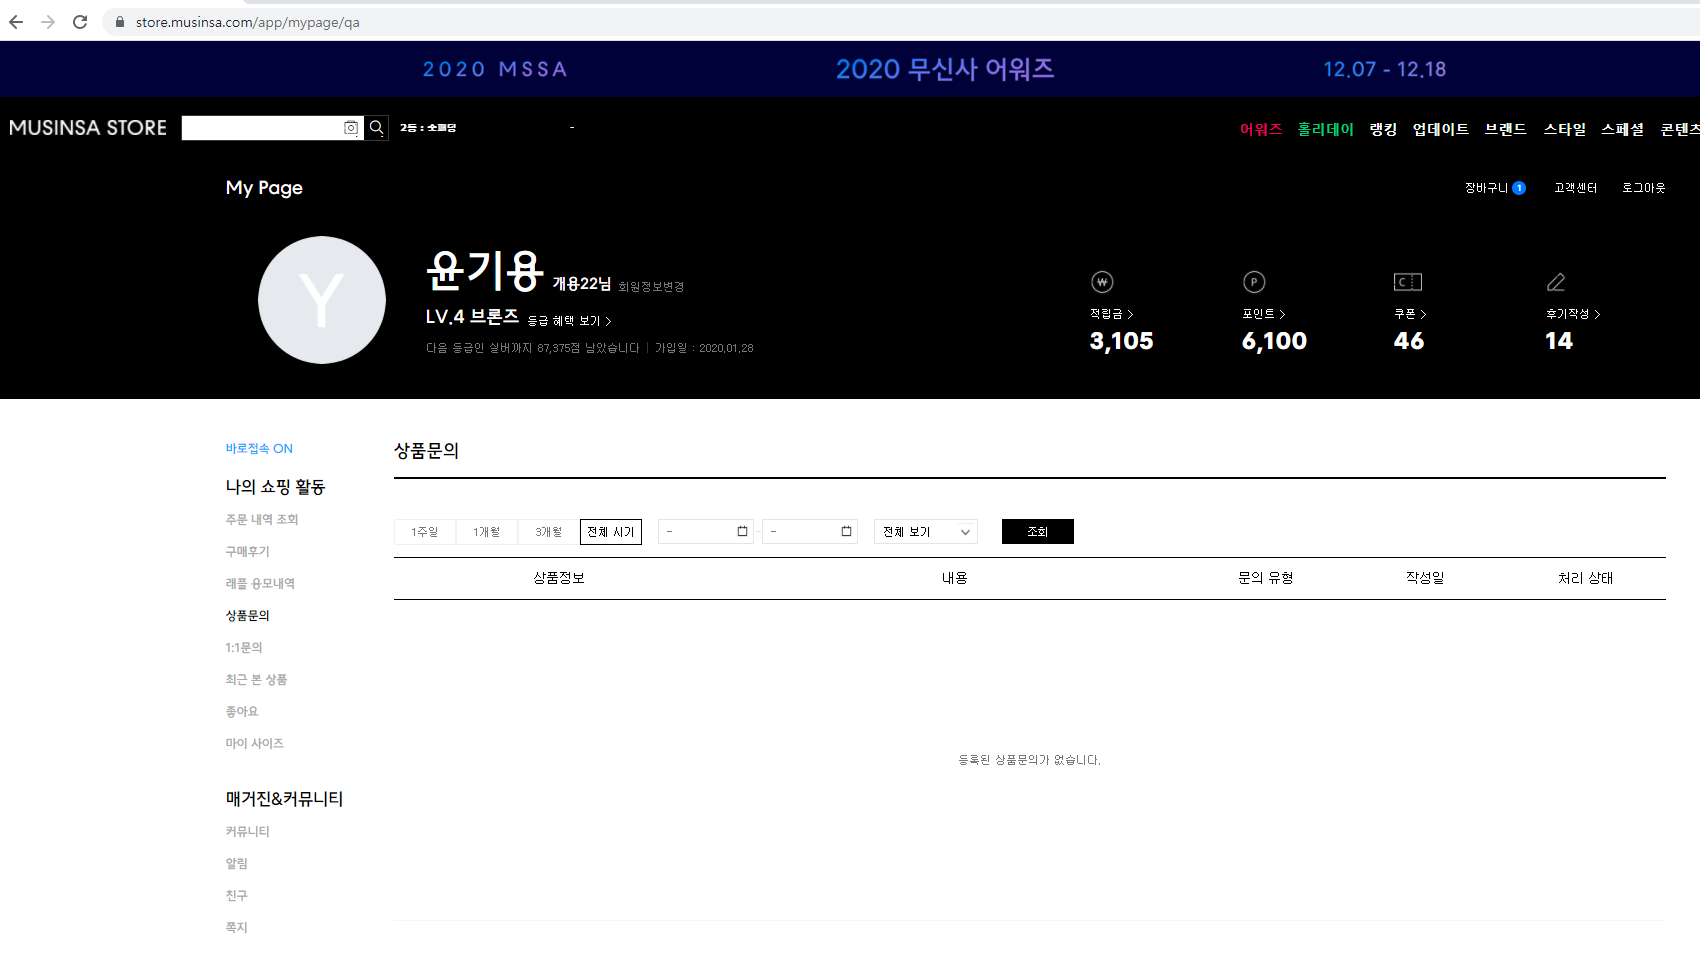 store.musinsa.com/app/mypage/qa
2020 MSSA 2020 무신사 어워즈 12.07 - 12.18
MUSINSA STORE 2등 : 숏패딩 - 어워즈 홀리데이 랭킹 업데이트 브랜드 스타일 스페셜 콘텐츠
My Page 장바구니 1 고객센터 로그아웃
Y
윤기용 개용22님 회원정보변경
LV.4 브론즈 등급 혜택 보기 >
다음 등급인 실버까지 87,375점 남았습니다 | 가입일 : 2020.01.28
적립금 > 포인트 > 쿠폰 > 후기작성 >
3,105 6,100 46 14
바로접속 ON
나의 쇼핑 활동
주문 내역 조회
구매후기
래플 응모내역
상품문의
1:1문의
최근 본 상품
좋아요
마이 사이즈
매거진&커뮤니티
커뮤니티
알림
친구
쪽지
상품문의
1주일 1개월 3개월 전체 시기 - - 전체 보기 조회
상품정보 내용 문의 유형 작성일 처리 상태
등록된 상품문의가 없습니다.